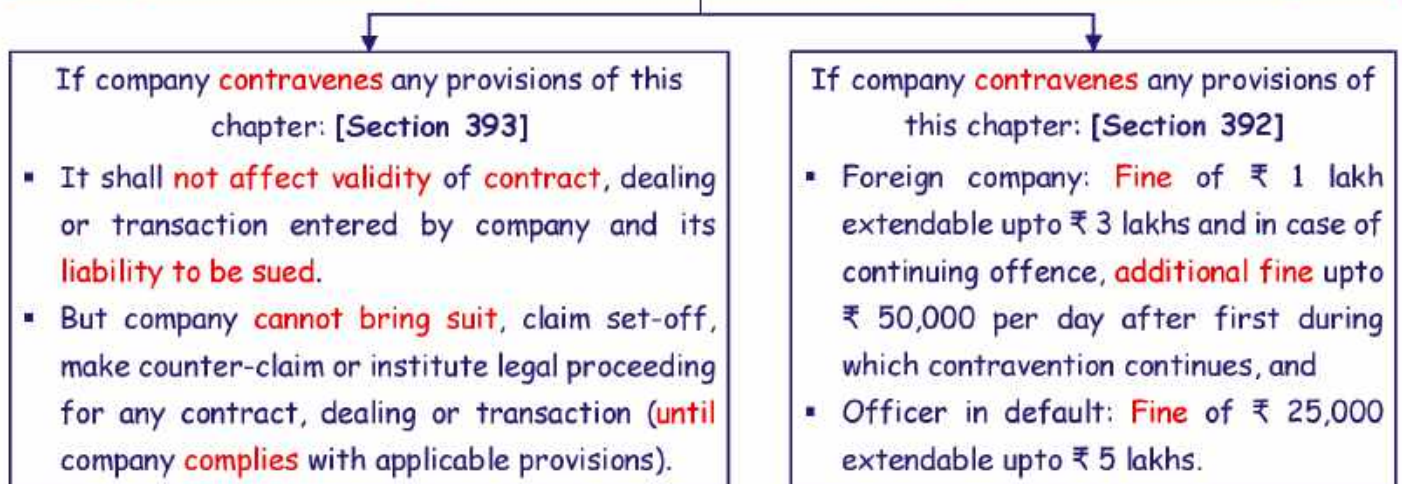 If company contravenes any provisions of this
chapter: [Section 393]
▪ It shall not affect validity of contract, dealing
or transaction entered by company and its
liability to be sued.
▪ But company cannot bring suit, claim set-off,
make counter-claim or institute legal proceeding
for any contract, dealing or transaction (until
company complies with applicable provisions).
If company contravenes any provisions of
this chapter: [Section 392]
▪ Foreign company: Fine of ₹ 1 lakh
extendable upto ₹ 3 lakhs and in case of
continuing offence, additional fine upto
₹ 50,000 per day after first during
which contravention continues, and
▪ Officer in default: Fine of ₹ 25,000
extendable upto ₹ 5 lakhs.